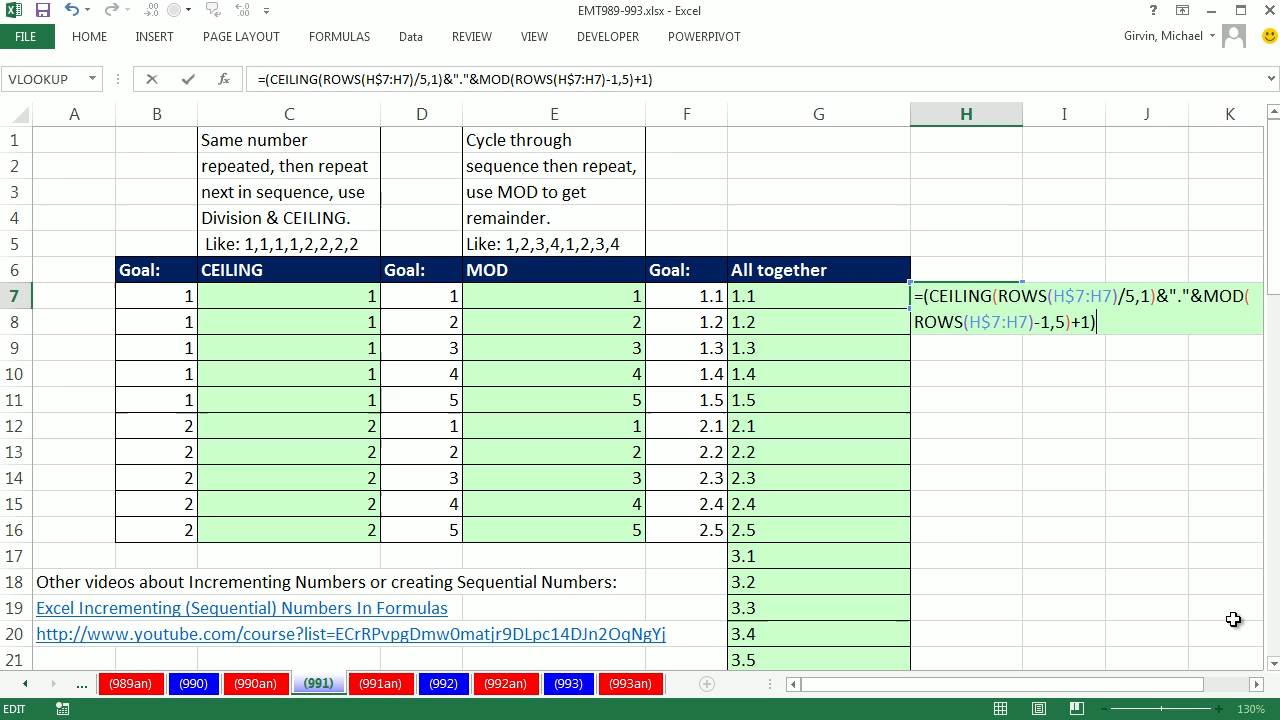 EMT989-993.xlsx - Excel
FILE HOME INSERT PAGE LAYOUT FORMULAS Data REVIEW VIEW DEVELOPER POWERPIVOT Girvin, Michael
VLOOKUP fx =(CEILING(ROWS(H$7:H7)/5,1)&"."&MOD(ROWS(H$7:H7)-1,5)+1)
A B C D E F G H I J K
1 Same number Cycle through
2 repeated, then repeat sequence then repeat,
3 next in sequence, use use MOD to get
4 Division & CEILING. remainder.
5 Like: 1,1,1,1,2,2,2,2 Like: 1,2,3,4,1,2,3,4
6 Goal: CEILING Goal: MOD Goal: All together
7 1 1 1 1 1.1 1.1 =(CEILING(ROWS(H$7:H7)/5,1)&"."&MOD(
8 1 1 2 2 1.2 1.2 ROWS(H$7:H7)-1,5)+1)
9 1 1 3 3 1.3 1.3
10 1 1 4 4 1.4 1.4
11 1 1 5 5 1.5 1.5
12 2 2 1 1 2.1 2.1
13 2 2 2 2 2.2 2.2
14 2 2 3 3 2.3 2.3
15 2 2 4 4 2.4 2.4
16 2 2 5 5 2.5 2.5
17 3.1
18 Other videos about Incrementing Numbers or creating Sequential Numbers: 3.2
19 Excel Incrementing (Sequential) Numbers In Formulas 3.3
20 http://www.youtube.com/course?list=ECrRPvpgDmw0matjr9DLpc14DJn2OqNgYj 3.4
21 3.5
... (989an) (990) (990an) (991) (991an) (992) (992an) (993) (993an)
EDIT 130%